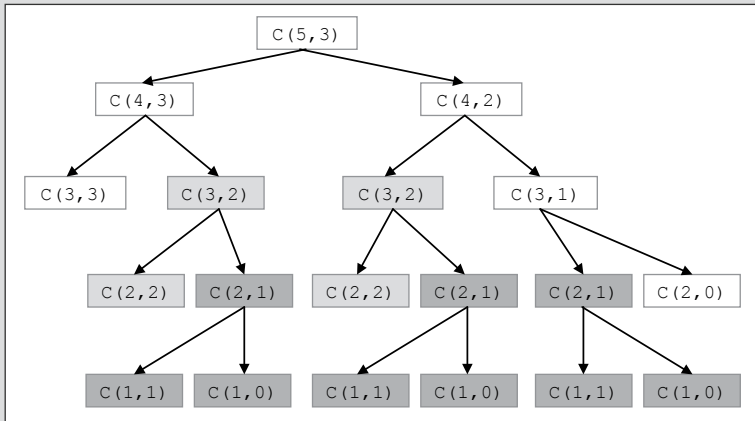 C(5,3)
C(4,3) C(4,2)
C(3,3) C(3,2) C(3,2) C(3,1)
C(2,2) C(2,1) C(2,2) C(2,1) C(2,1) C(2,0)
C(1,1) C(1,0) C(1,1) C(1,0) C(1,1) C(1,0)